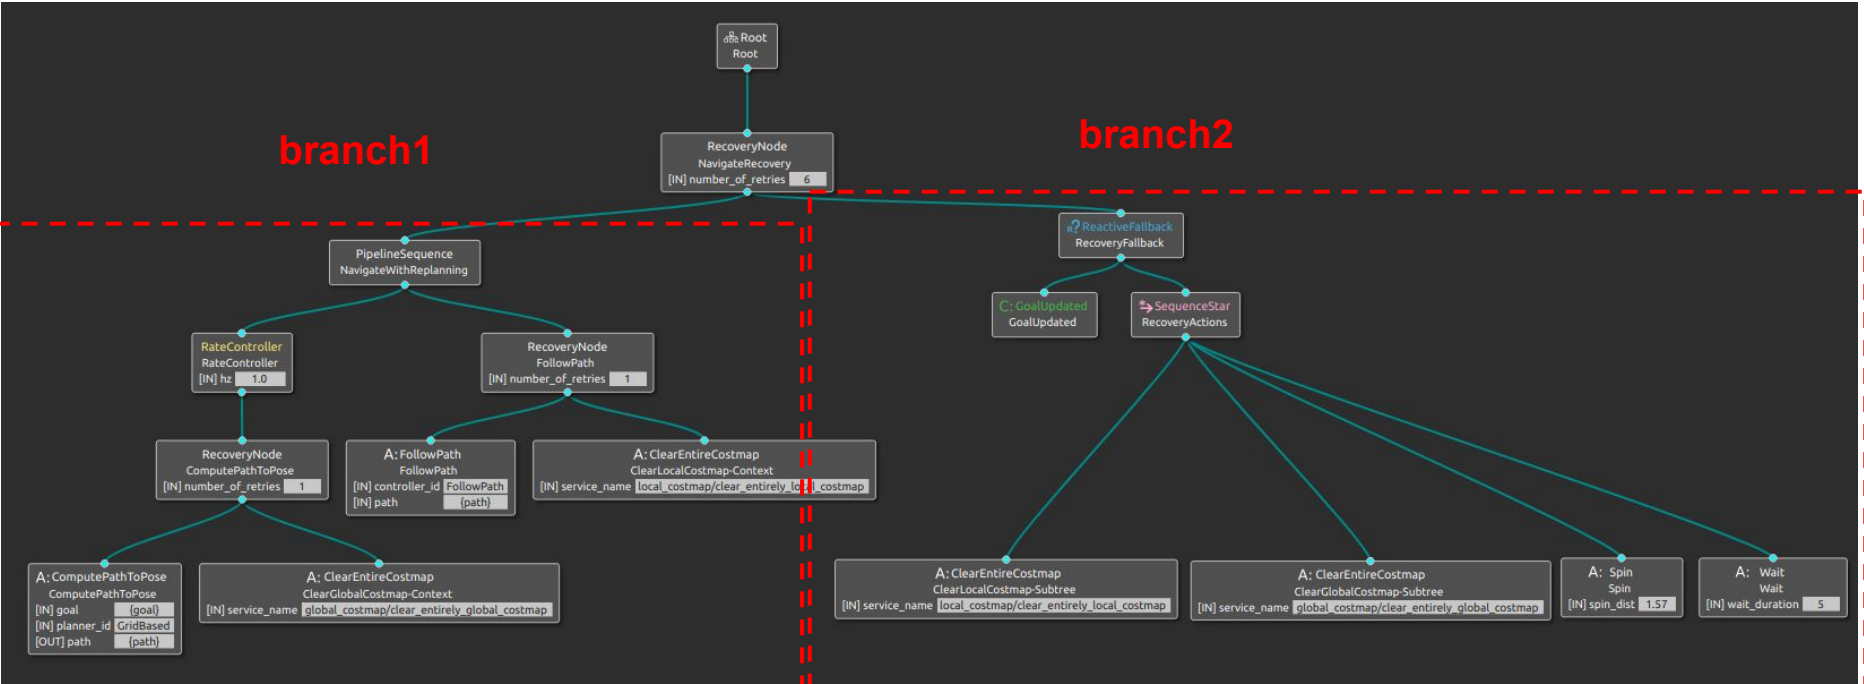 Root
Root
branch1
branch2
RecoveryNode
NavigateRecovery
[IN] number_of_retries 6
PipelineSequence
NavigateWithReplanning
R? ReactiveFallback
RecoveryFallback
C: GoalUpdated
GoalUpdated
*→ SequenceStar
RecoveryActions
RateController
RateController
[IN] hz 1.0
RecoveryNode
FollowPath
[IN] number_of_retries 1
RecoveryNode
ComputePathToPose
[IN] number_of_retries 1
A: FollowPath
FollowPath
[IN] controller_id FollowPath
[IN] path {path}
A: ClearEntireCostmap
ClearLocalCostmap-Context
[IN] service_name local_costmap/clear_entirely_local_costmap
A: ComputePathToPose
ComputePathToPose
[IN] goal {goal}
[IN] planner_id GridBased
[OUT] path {path}
A: ClearEntireCostmap
ClearGlobalCostmap-Context
[IN] service_name global_costmap/clear_entirely_global_costmap
A: ClearEntireCostmap
ClearLocalCostmap-Subtree
[IN] service_name local_costmap/clear_entirely_local_costmap
A: ClearEntireCostmap
ClearGlobalCostmap-Subtree
[IN] service_name global_costmap/clear_entirely_global_costmap
A: Spin
Spin
[IN] spin_dist 1.57
A: Wait
Wait
[IN] wait_duration 5